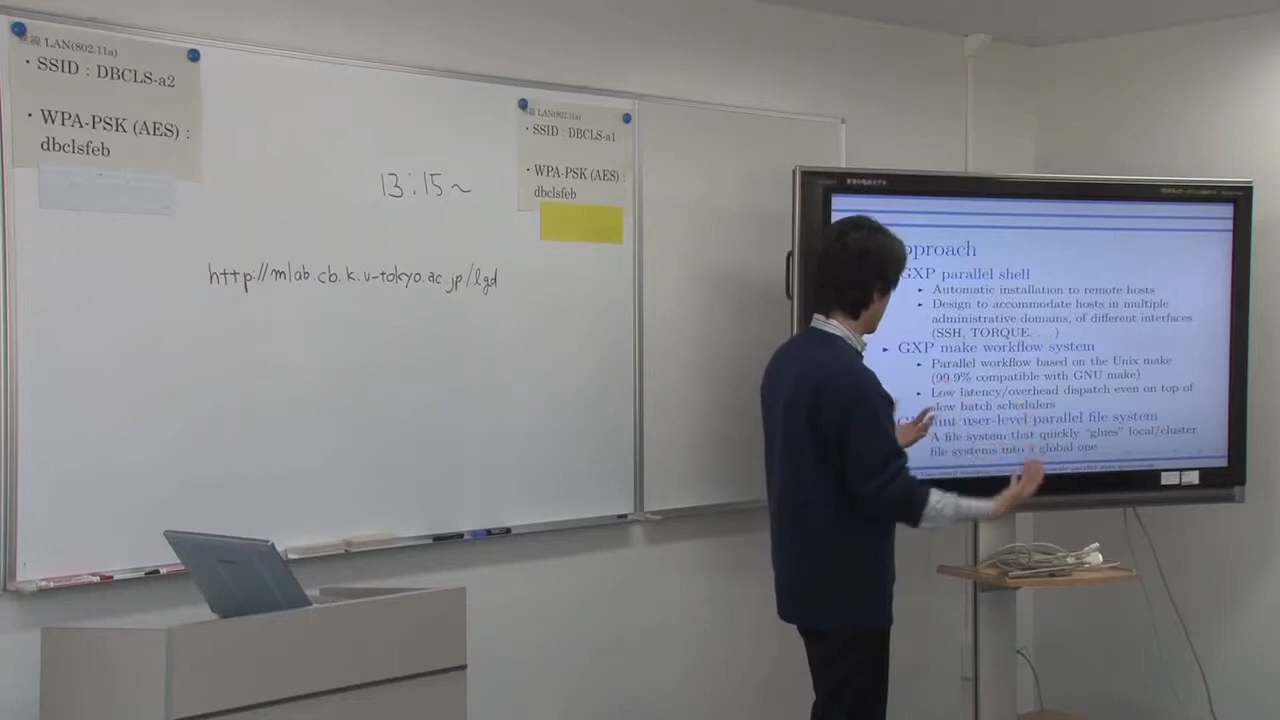 無線 LAN(802.11a)
・SSID : DBCLS-a2
・WPA-PSK (AES) :
dbclsfeb
13:15~
http://mlab.cb.k.u-tokyo.ac.jp/lgd
無線 LAN(802.11a)
・SSID : DBCLS-a1
・WPA-PSK (AES) :
dbclsfeb
pproach
GXP parallel shell
▸ Automatic installation to remote hosts
▸ Design to accommodate hosts in multiple
administrative domains, of different interfaces
(SSH, TORQUE, . . . )
▸ GXP make workflow system
▸ Parallel workflow based on the Unix make
(99.9% compatible with GNU make)
▸ Low latency/overhead dispatch even on top of
slow batch schedulers
user-level parallel file system
A file system that quickly "glues" local/cluster
file systems into a global one